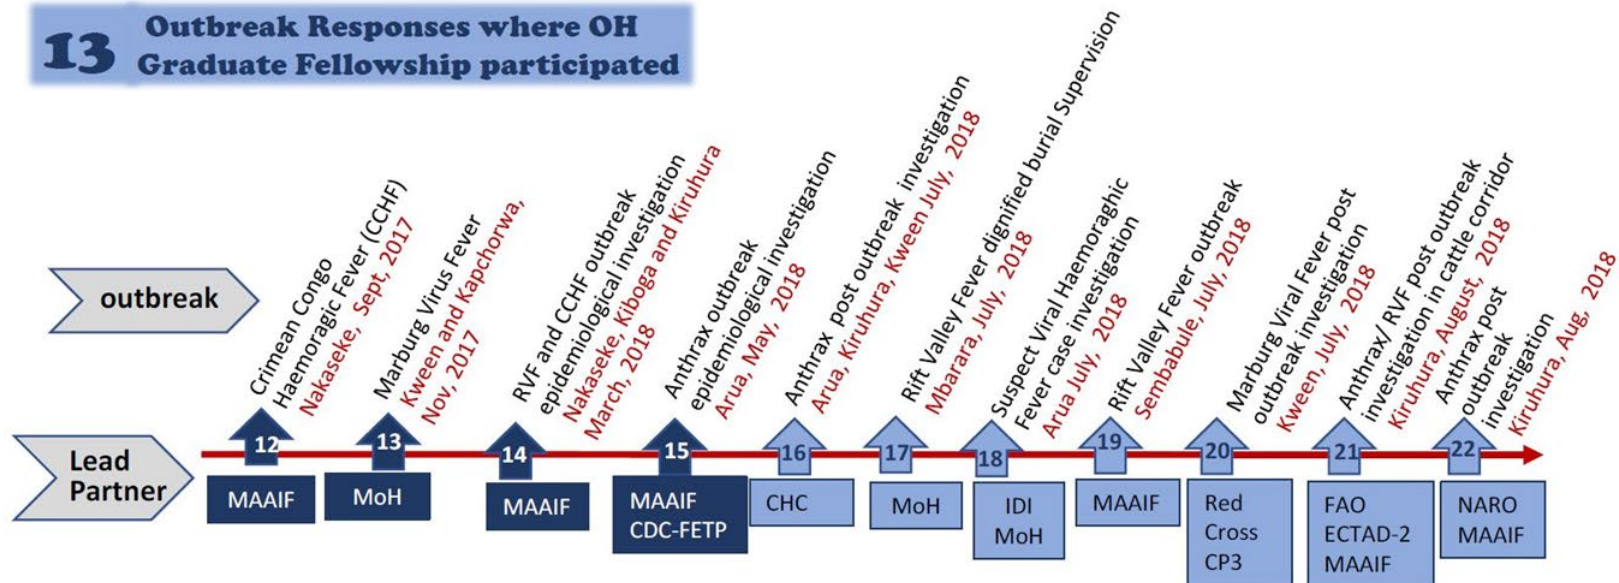 13
Outbreak Responses where OH
Graduate Fellowship participated
outbreak
Crimean Congo
Haemoragic Fever (CCHF)
Nakaseke, Sept, 2017
Marburg Virus Fever
Kween and Kapchorwa,
Nov, 2017
RVF and CCHF outbreak
epidemiological investigation
Nakaseke, Kiboga and Kiruhura
March, 2018
Anthrax outbreak
epidemiological investigation
Arua, May, 2018
Anthrax post outbreak investigation
Arua, Kiruhura, Kween July, 2018
Rift Valley Fever dignified burial Supervision
Mbarara, July, 2018
Suspect Viral Haemoraghic
Fever case investigation
Arua July, 2018
Rift Valley Fever outbreak
Sembabule, July, 2018
Marburg Viral Fever post
outbreak investigation
Kween, July, 2018
Anthrax/ RVF post outbreak
investigation in cattle corridor
Kiruhura, August, 2018
Anthrax post
outbreak
investigation
Kiruhura, Aug, 2018
12
13
14
15
16
17
18
19
20
21
22
Lead
Partner
MAAIF
MoH
MAAIF
MAAIF
CDC-FETP
CHC
MoH
IDI
MoH
MAAIF
Red
Cross
CP3
FAO
ECTAD-2
MAAIF
NARO
MAAIF